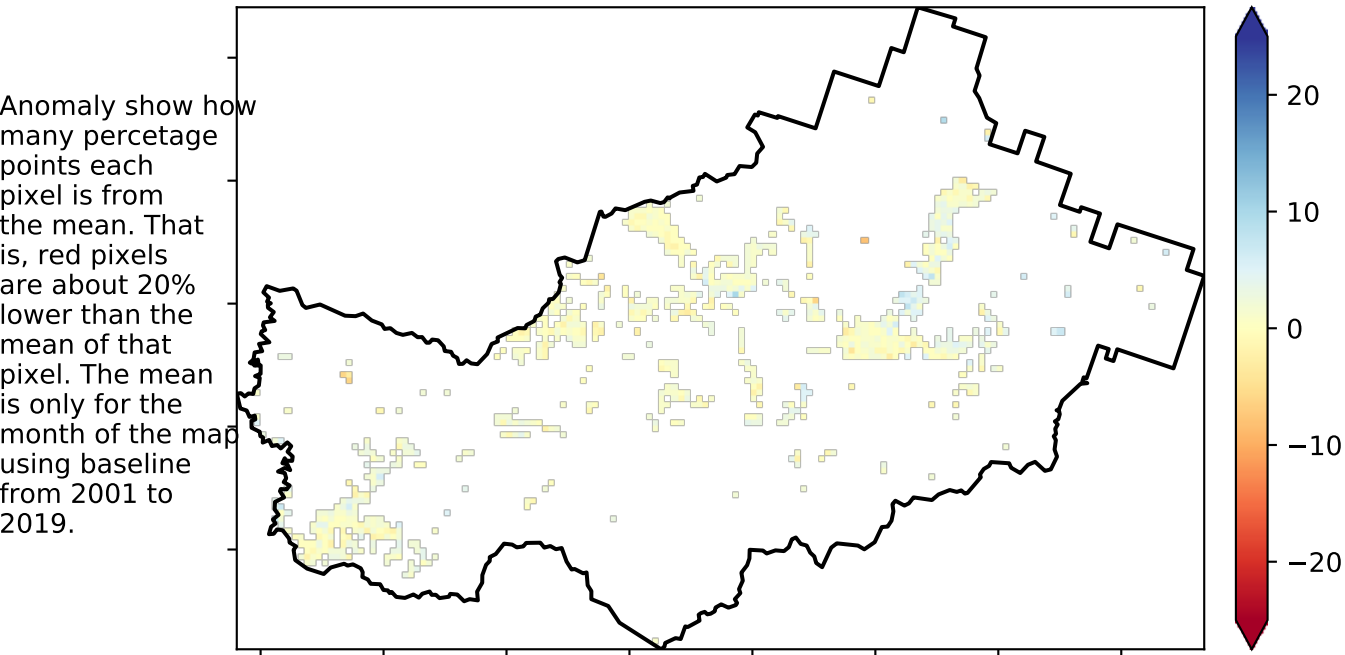 Anomaly show how
many percetage
points each
pixel is from
the mean. That
is, red pixels
are about 20%
lower than the
mean of that
pixel. The mean
is only for the
month of the map
using baseline
from 2001 to
2019.
20
10
0
−10
−20